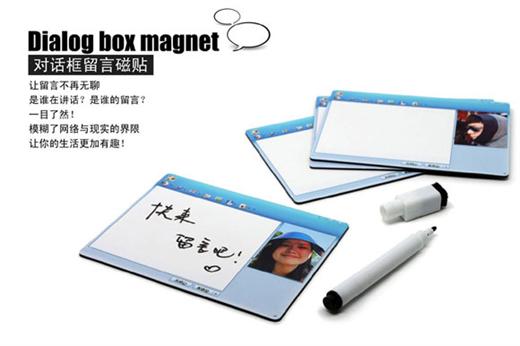 Dialog box magnet
对话框留言磁贴
让留言不再无聊
是谁在讲话？是谁的留言？
一目了然！
模糊了网络与现实的界限
让你的生活更加有趣！
快来
留言吧！